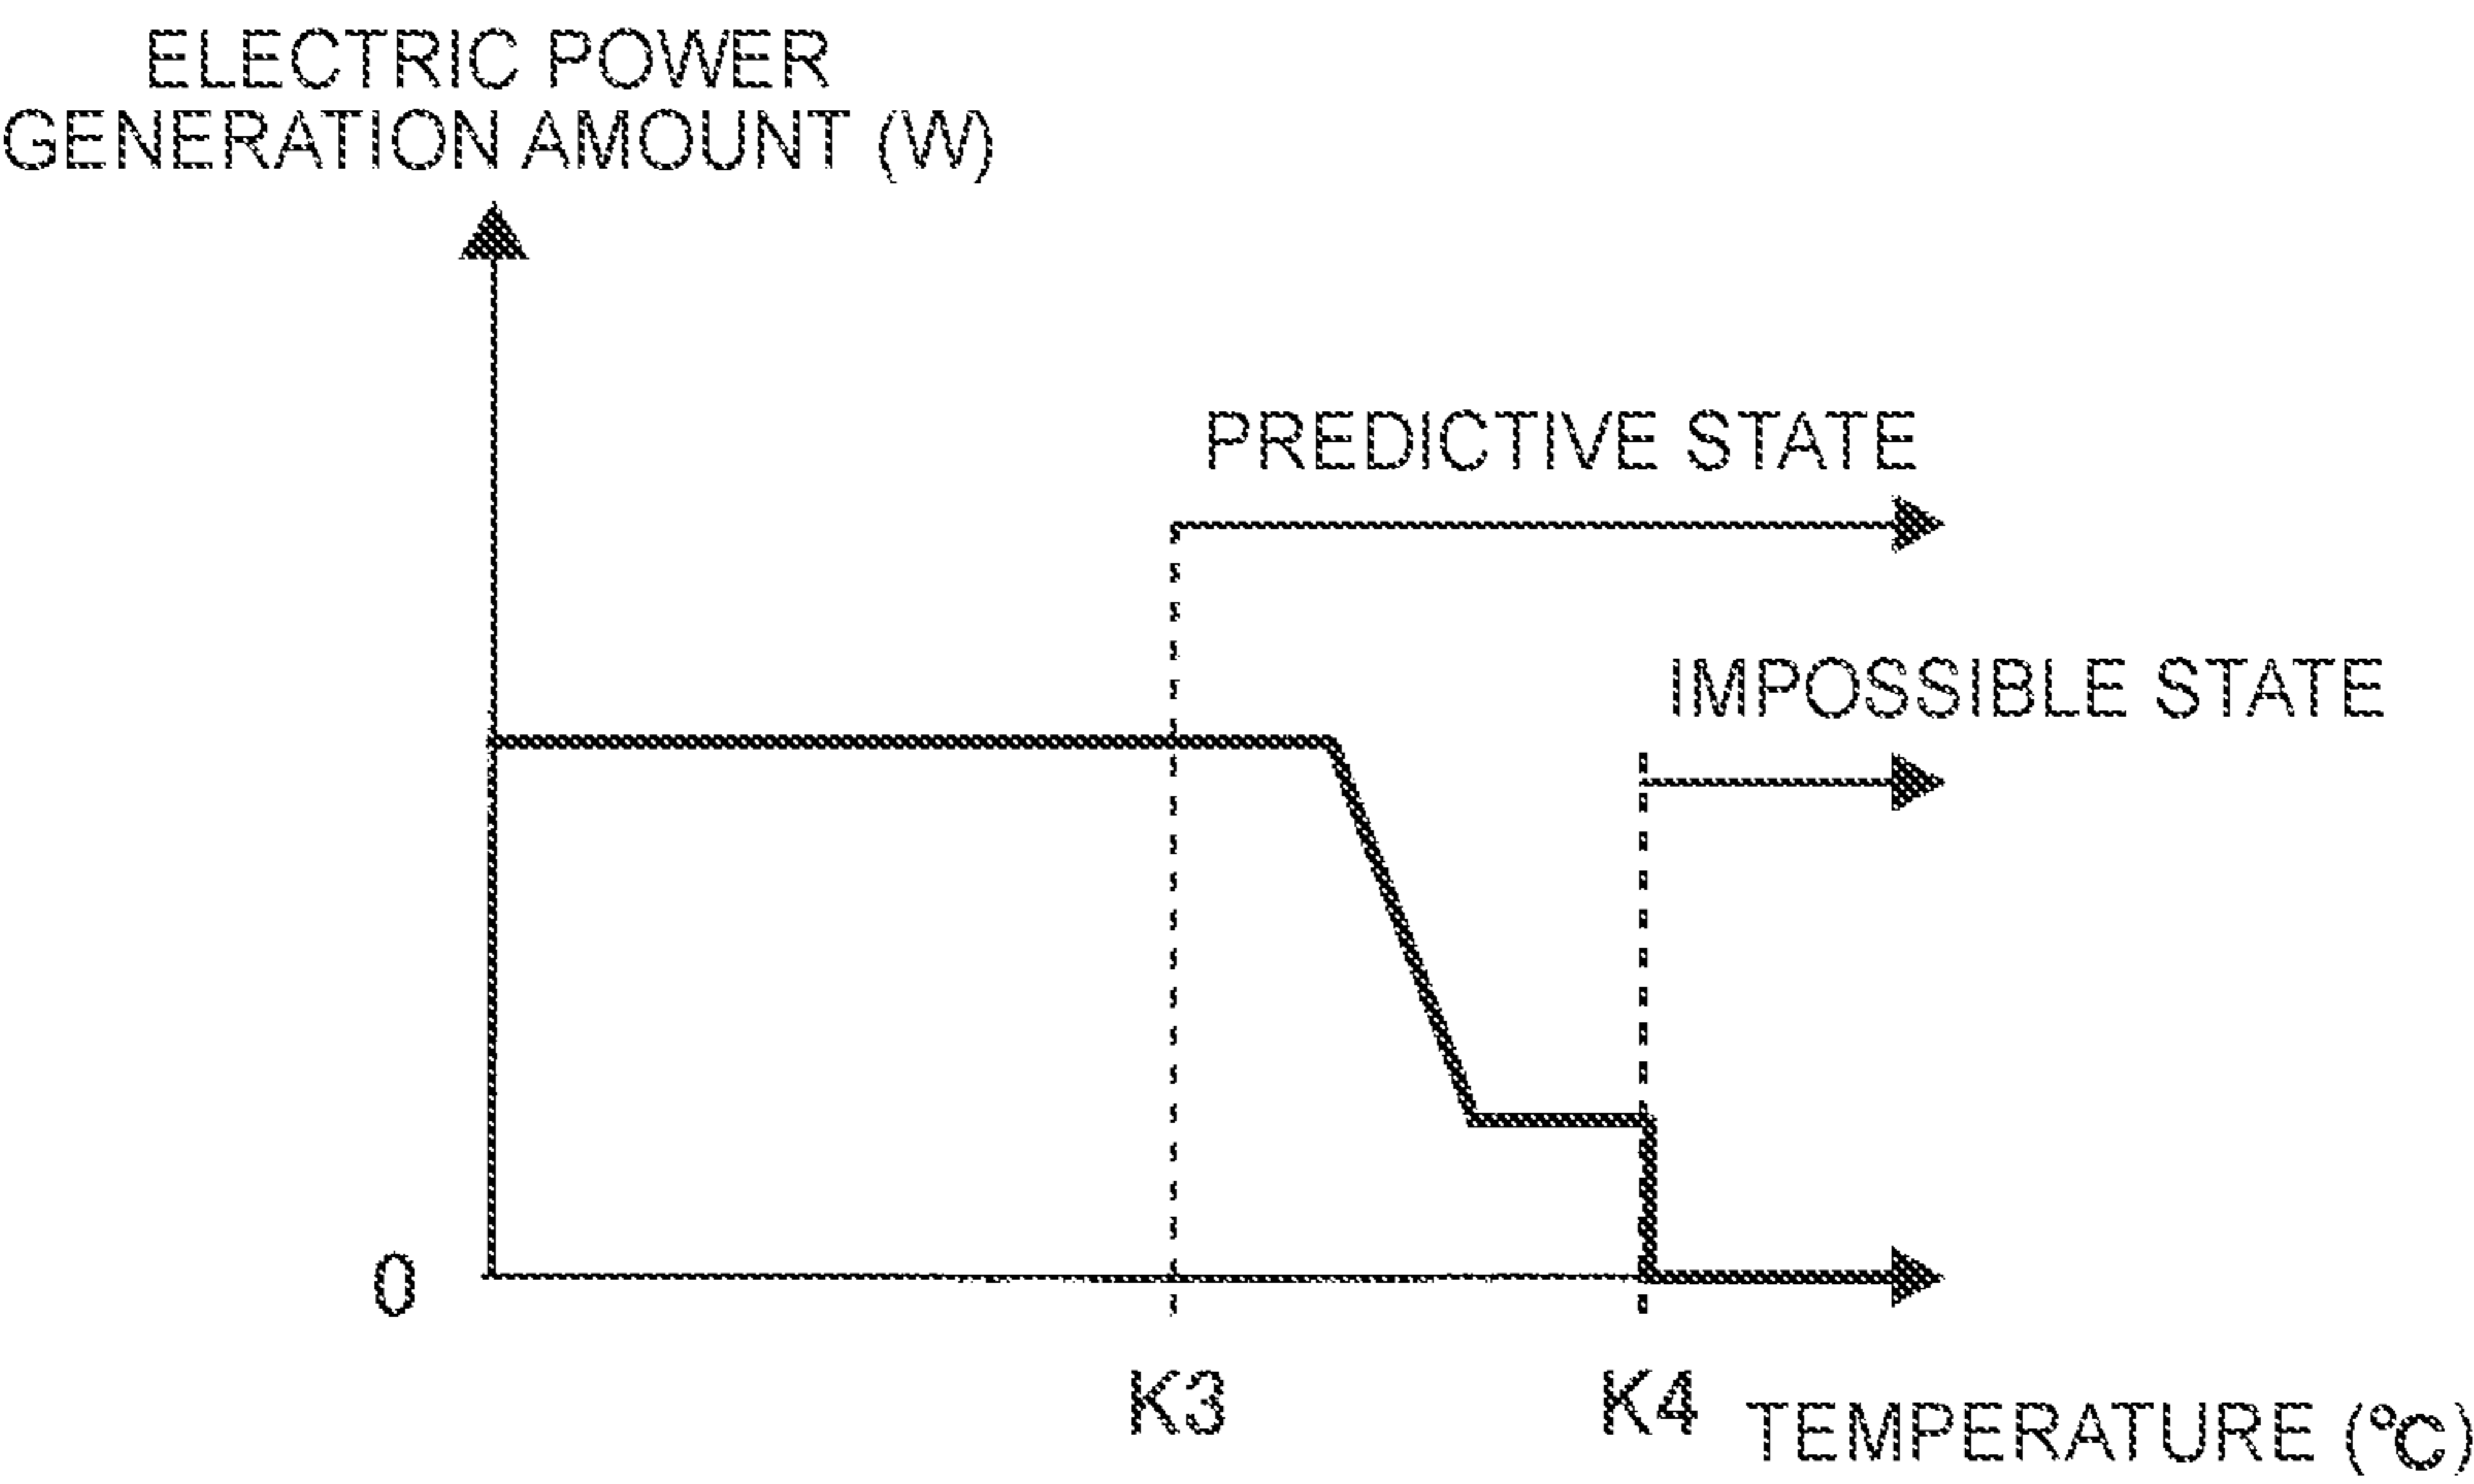 ELECTRIC POWER
GENERATION AMOUNT (W)
PREDICTIVE STATE
IMPOSSIBLE STATE
0
K3
K4
TEMPERATURE (°C)